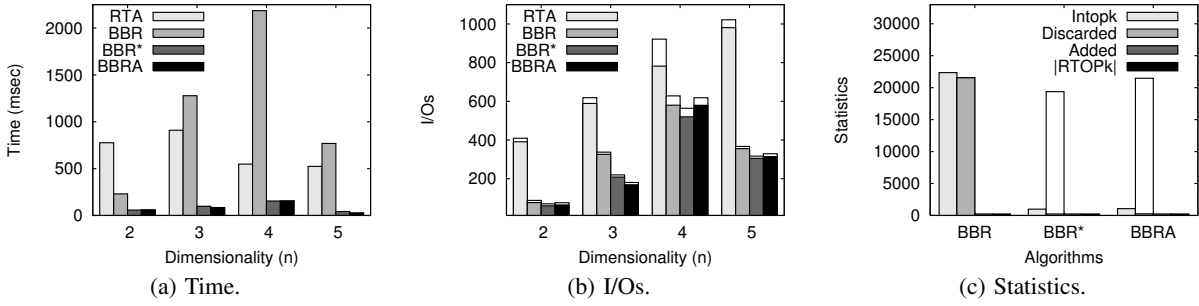 2000
1500
1000
500
0
Time (msec)
RTA
BBR
BBR*
BBRA
2 3 4 5
Dimensionality (n)
(a) Time.
1000
800
600
400
200
I/Os
RTA
BBR
BBR*
BBRA
2 3 4 5
Dimensionality (n)
(b) I/Os.
30000
25000
20000
15000
10000
5000
0
Statistics
Intopk
Discarded
Added
|RTOPk|
BBR BBR* BBRA
Algorithms
(c) Statistics.